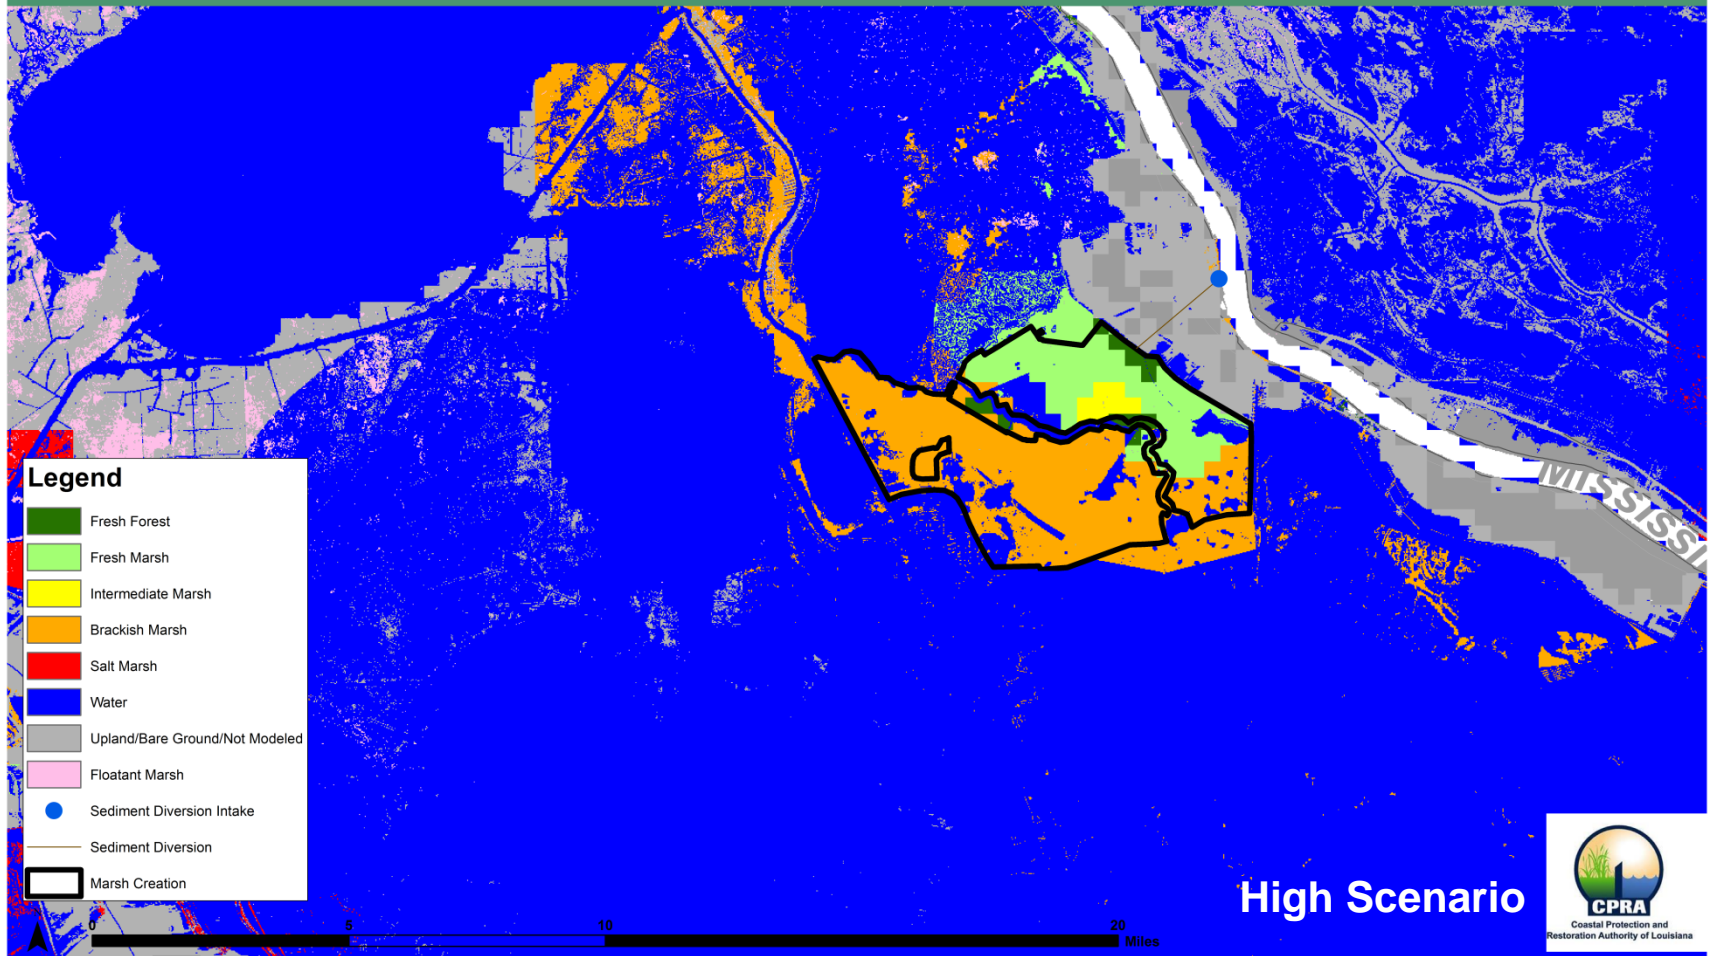 MISSISSI
Legend
Fresh Forest
Fresh Marsh
Intermediate Marsh
Brackish Marsh
Salt Marsh
Water
Upland/Bare Ground/Not Modeled
Floatant Marsh
Sediment Diversion Intake
Sediment Diversion
Marsh Creation
0 5 10 20
Miles
High Scenario
CPRA
Coastal Protection and
Restoration Authority of Louisiana